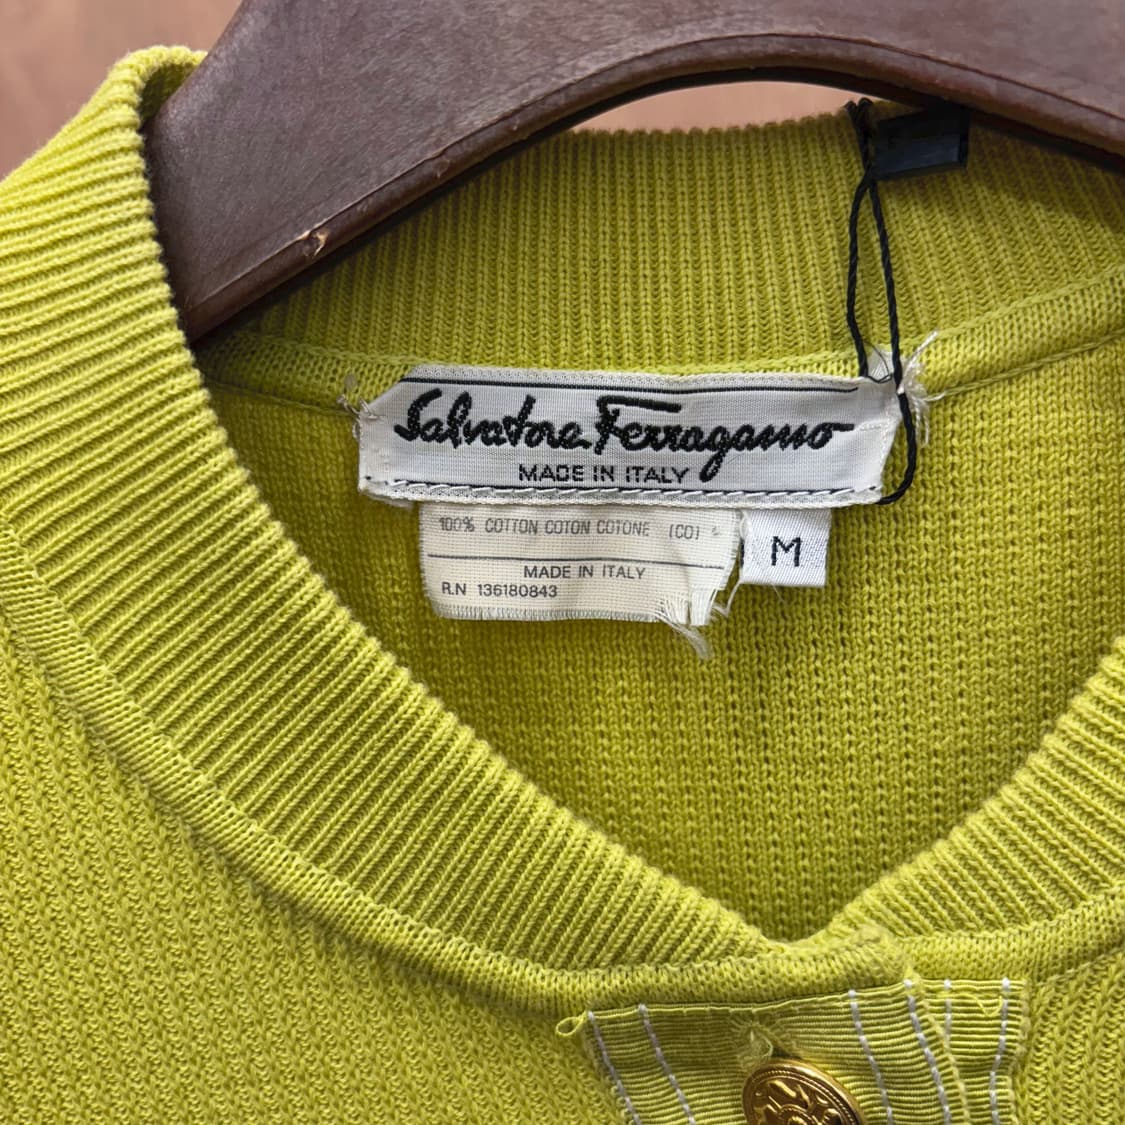 Salvatore Ferragamo
MADE IN ITALY
100% COTTON COTON COTONE (CO)
M
MADE IN ITALY
R.N 136180843